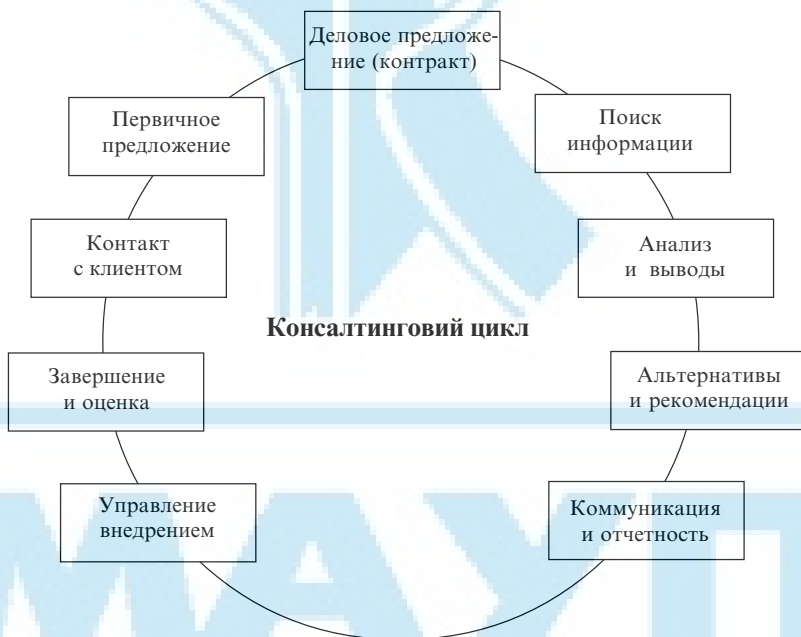 Деловое предложе-
ние (контракт)
Первичное
предложение
Поиск
информации
Контакт
с клиентом
Анализ
и выводы
Консалтинговий цикл
Завершение
и оценка
Альтернативы
и рекомендации
Управление
внедрением
Коммуникация
и отчетность
МАУП